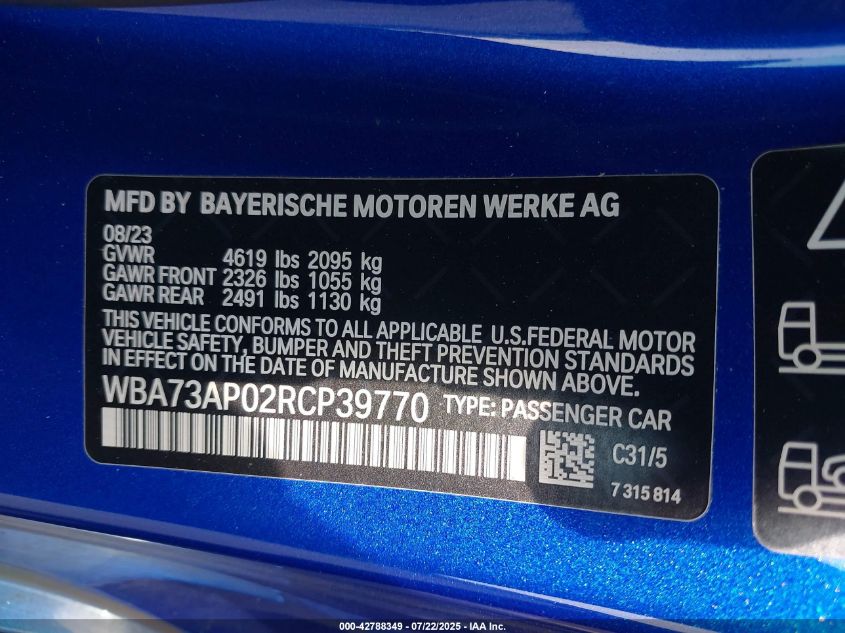 MFD BY BAYERISCHE MOTOREN WERKE AG
08/23
GVWR 4619 lbs 2095 kg
GAWR FRONT 2326 lbs 1055 kg
GAWR REAR 2491 lbs 1130 kg
THIS VEHICLE CONFORMS TO ALL APPLICABLE U.S.FEDERAL MOTOR
VEHICLE SAFETY, BUMPER AND THEFT PREVENTION STANDARDS
IN EFFECT ON THE DATE OF MANUFACTURE SHOWN ABOVE.
WBA73AP02RCP39770 TYPE: PASSENGER CAR
C31/5
7 315 814
000-42788349 - 07/22/2025 - IAA Inc.